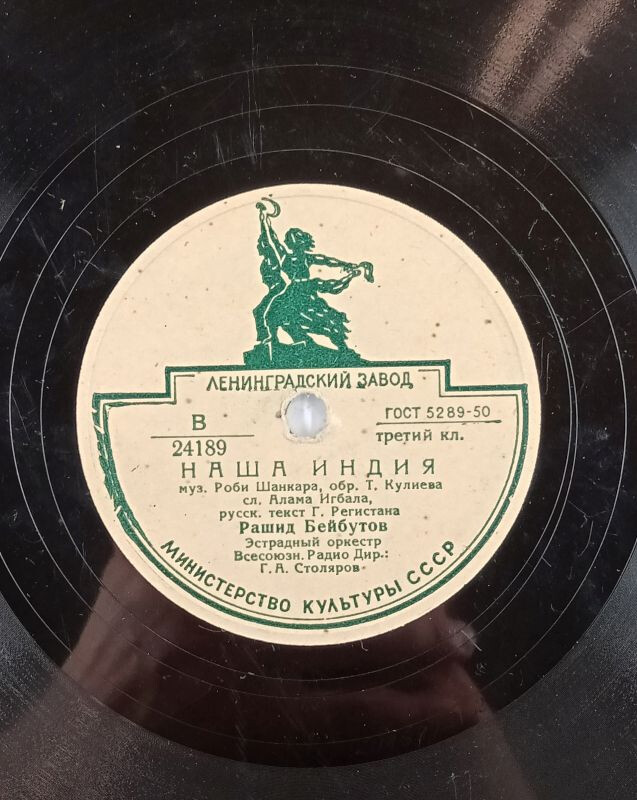 ЛЕНИНГРАДСКИЙ ЗАВОД
В
24189
ГОСТ 5289-50
третий кл.
НАША ИНДИЯ
муз. Роби Шанкара, обр. Т. Кулиева
сл. Алама Игбала,
русск. текст Г. Регистана
Рашид Бейбутов
Эстрадный оркестр
Всесоюзн. Радио Дир.:
Г. А. Столяров
МИНИСТЕРСТВО КУЛЬТУРЫ СССР